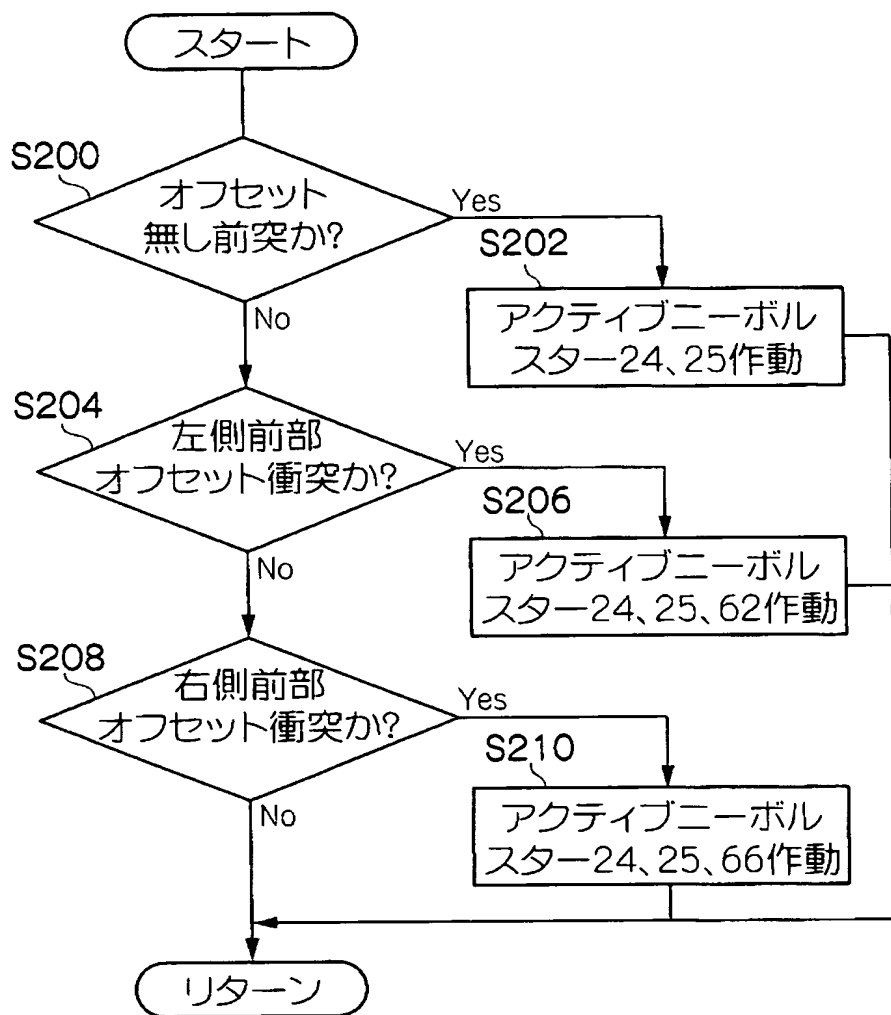 スタート
S200
オフセット
無し前突か?
Yes
No
S202
アクティブニーボル
スター24、25作動
S204
左側前部
オフセット衝突か?
Yes
No
S206
アクティブニーボル
スター24、25、62作動
S208
右側前部
オフセット衝突か?
Yes
No
S210
アクティブニーボル
スター24、25、66作動
リターン